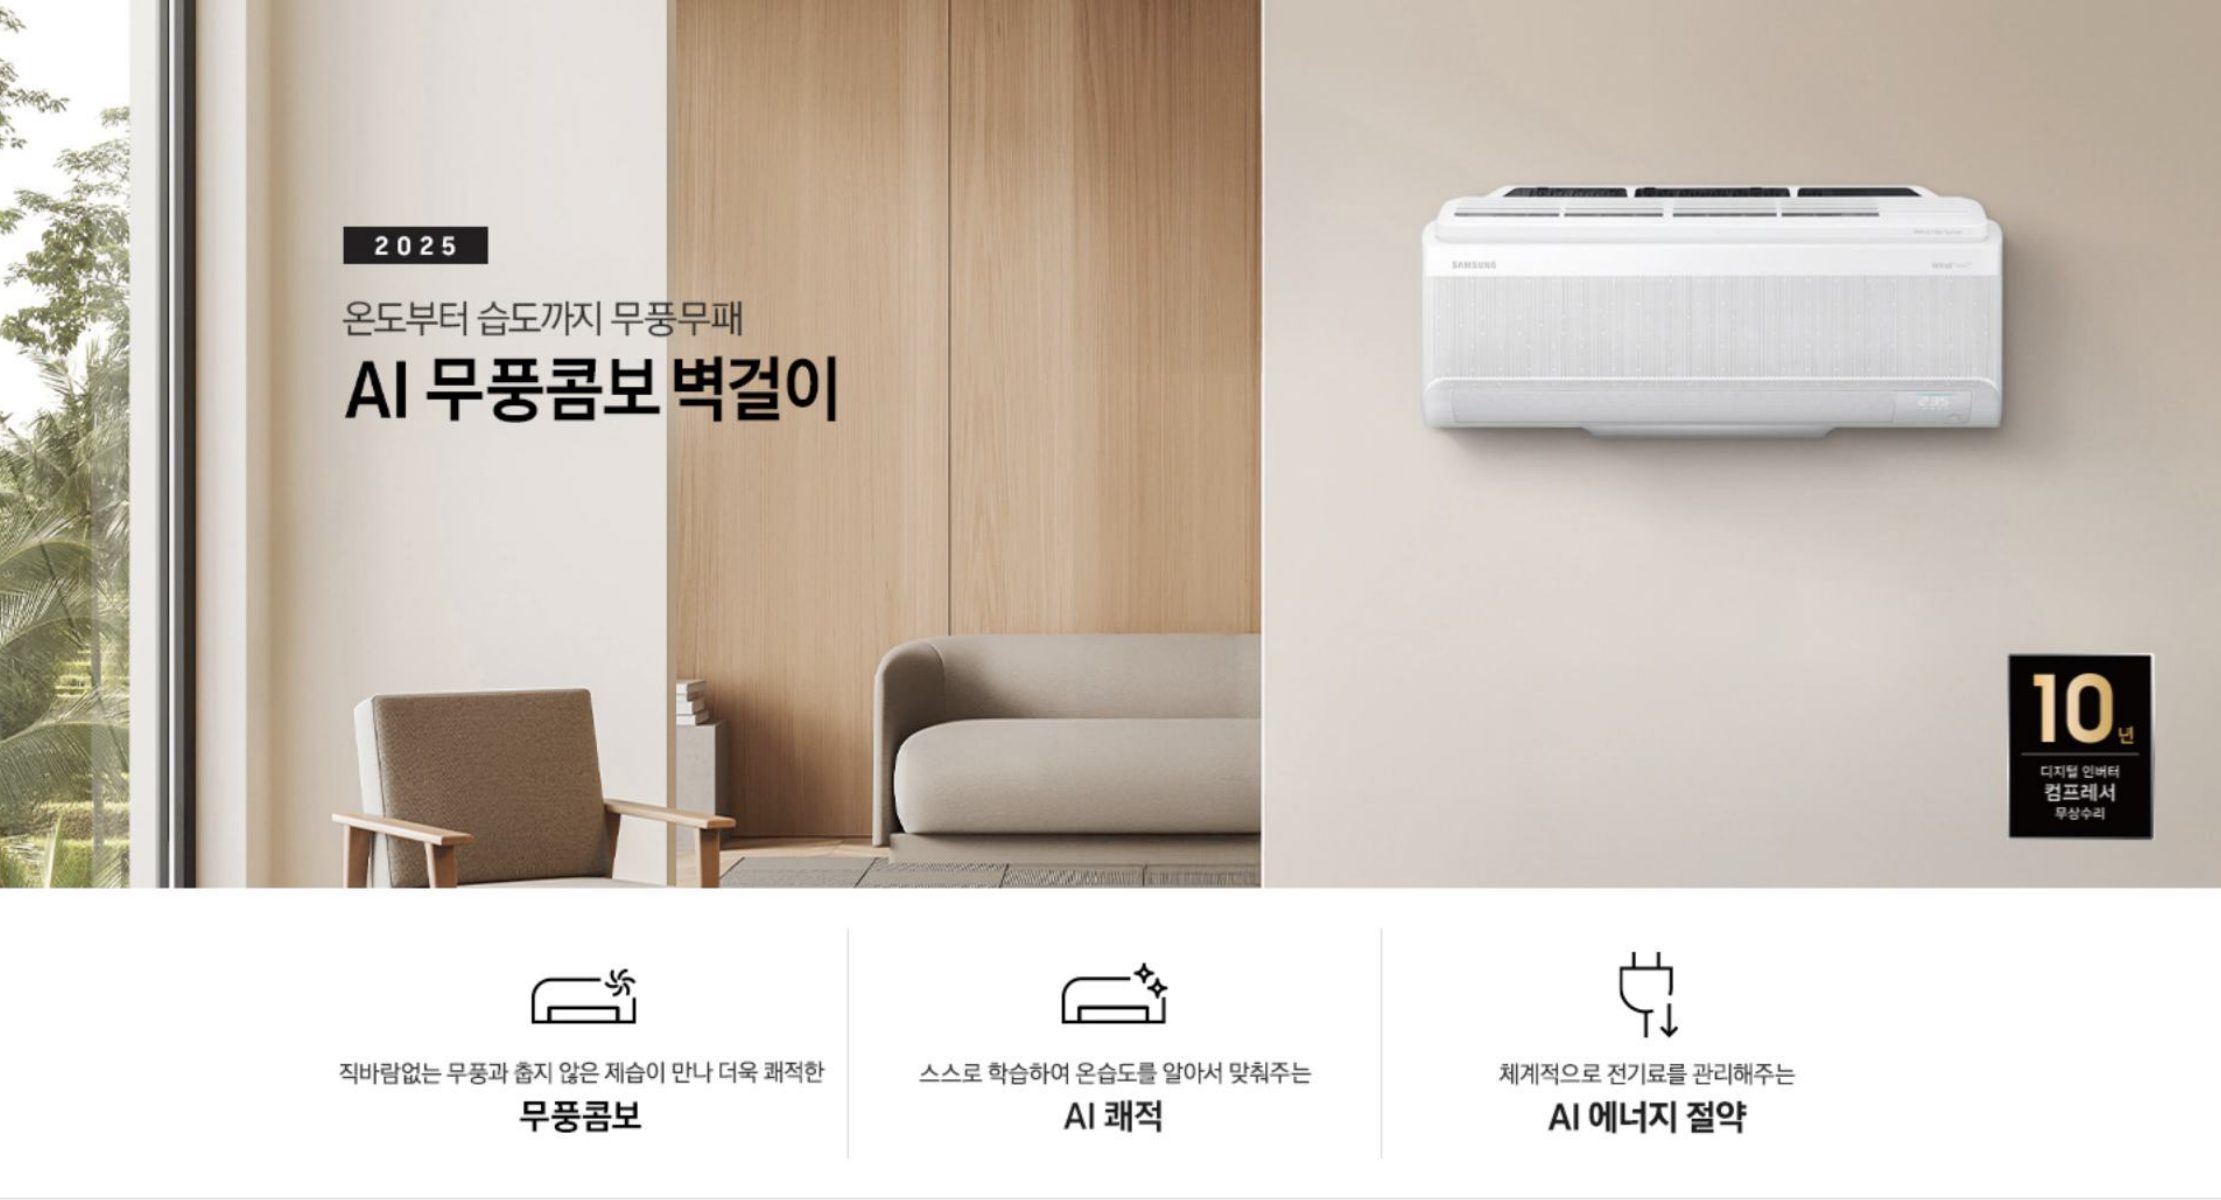 2025
온도부터 습도까지 무풍무패
AI 무풍콤보 벽걸이
SAMSUNG
10년
디지털 인버터
컴프레서
무상수리
직바람없는 무풍과 춥지 않은 제습이 만나 더욱 쾌적한
무풍콤보
스스로 학습하여 온습도를 알아서 맞춰주는
AI 쾌적
체계적으로 전기료를 관리해주는
AI 에너지 절약